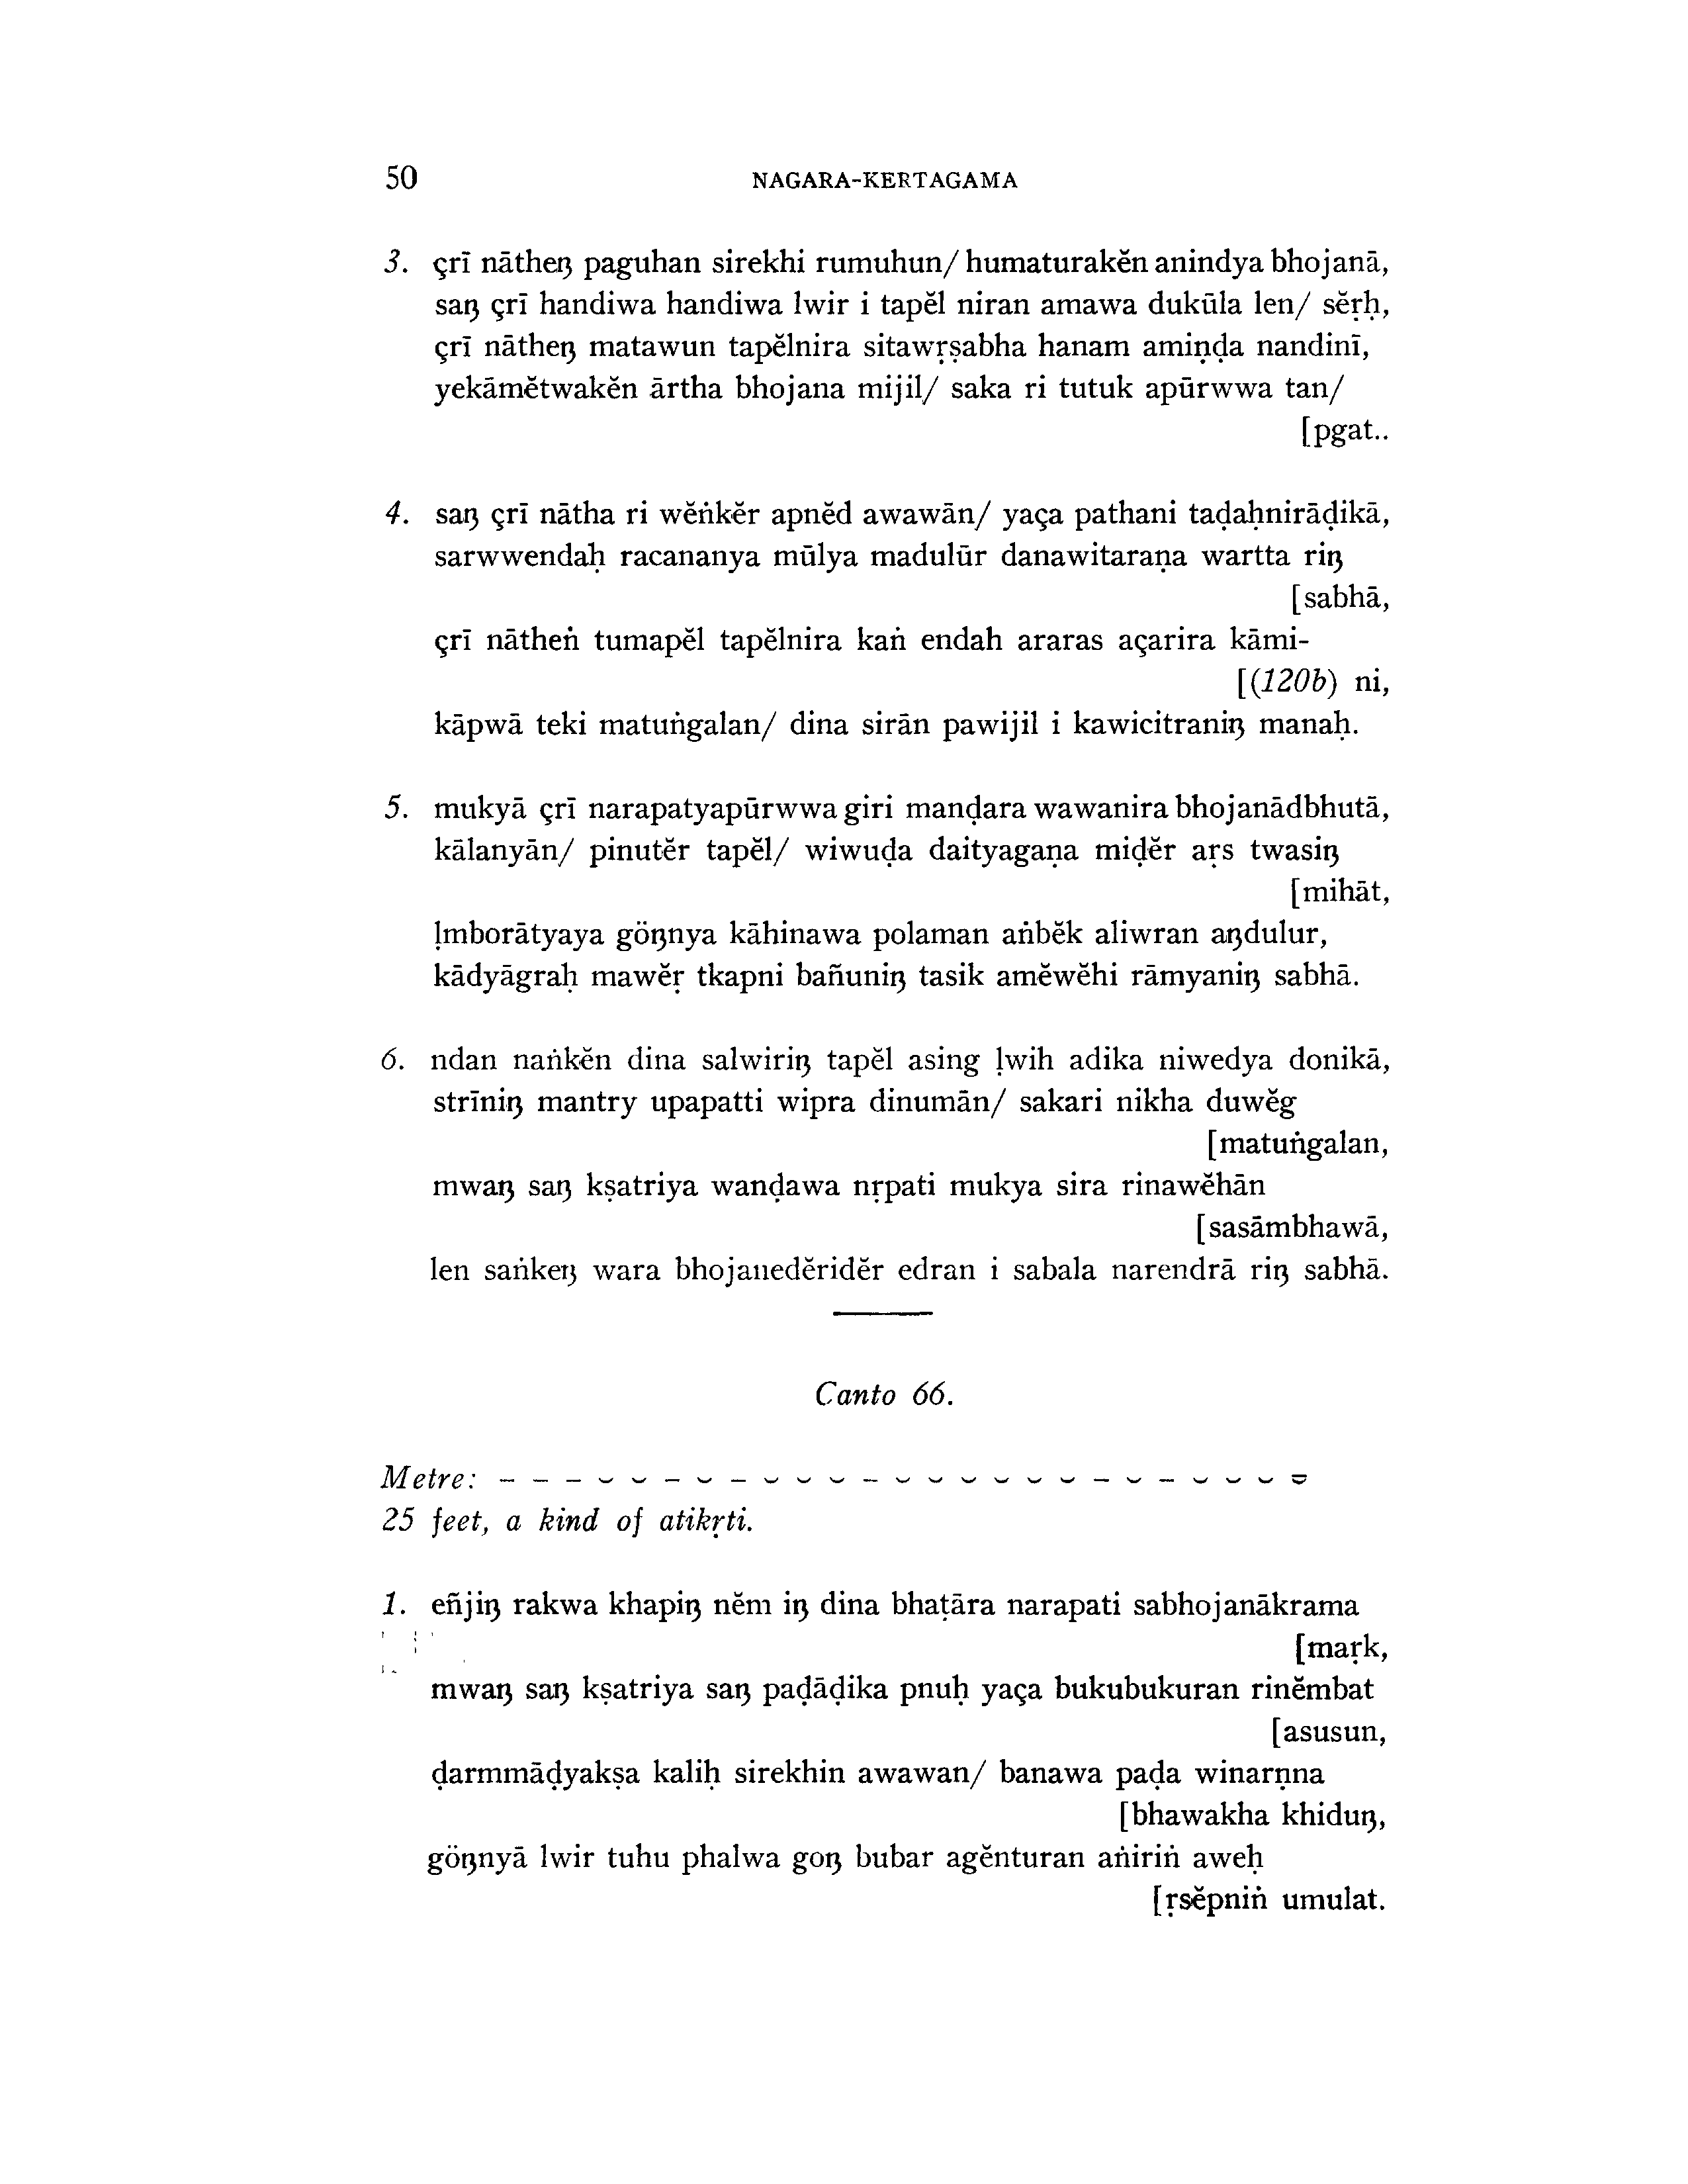 50 NAGARA-KERTAGAMA
3. çrī nātheŋ paguhan sirekhi rumuhun/ humaturakĕn anindya bhojanā,
saŋ çrī handiwa handiwa lwir i tapĕl niran amawa dukūla len/ sĕṛḥ,
çrī nātheŋ matawun tapĕlnira sitawṛṣabha hanam amiṇḍa nandinī,
yekāmĕtwakĕn ārtha bhojana mijil/ saka ri tutuk apūrwwa tan/
[pgat..
4. saŋ çrī nātha ri wĕṅkĕr apnĕd awawān/ yaça pathani taḍaḥnirāḍikā,
sarwwendaḥ racananya mūlya madulūr danawitaraṇa wartta riŋ
[sabhā,
çrī nātheṅ tumapĕl tapĕlnira kaṅ endah araras açarira kāmi-
[(120b) ni,
kāpwā teki matuṅgalan/ dina sirān pawijil i kawicitraniŋ manaḥ.
5. mukyā çrī narapatyapūrwwa giri manḍara wawanira bhojanādbhutā,
kālanyān/ pinutĕr tapĕl/ wiwuḍa daityagaṇa miḍĕr aṛs twasiŋ
[mihāt,
ḷmborātyaya göŋnya kāhinawa polaman aṅbĕk aliwran aŋdulur,
kādyāgraḥ mawĕṛ tkapni bañuniŋ tasik amĕwĕhi rāmyaniŋ sabhā.
6. ndan naṅkĕn dina salwiriŋ tapĕl asing ḷwih adika niwedya donikā,
strīniŋ mantry upapatti wipra dinumān/ sakari nikha duwĕg
[matuṅgalan,
mwaŋ saŋ kṣatriya wanḍawa nṛpati mukya sira rinawĕhān
[sasāmbhawā,
len saṅkeŋ wara bhojanedĕridĕr edran i sabala narendrā riŋ sabhā.
Canto 66.
Metre: – – – ⏑ ⏑ – ⏑ – ⏑ ⏑ ⏑ – ⏑ ⏑ ⏑ ⏑ ⏑ ⏑ – ⏑ – ⏑ ⏑ ⏑ ⏓
25 feet, a kind of atikṛti.
1. eñjiŋ rakwa khapiŋ nĕm iŋ dina bhaṭāra narapati sabhojanākrama
[maṛk,
mwaŋ saŋ kṣatriya saŋ paḍāḍika pnuḥ yaça bukubukuran rinĕmbat
[asusun,
ḍarmmāḍyakṣa kaliḥ sirekhin awawan/ banawa paḍa winarṇna
[bhawakha khiduŋ,
göŋnyā lwir tuhu phalwa goŋ bubar agĕnturan aṅiriṅ aweḥ
[ṛsĕpniṅ umulat.